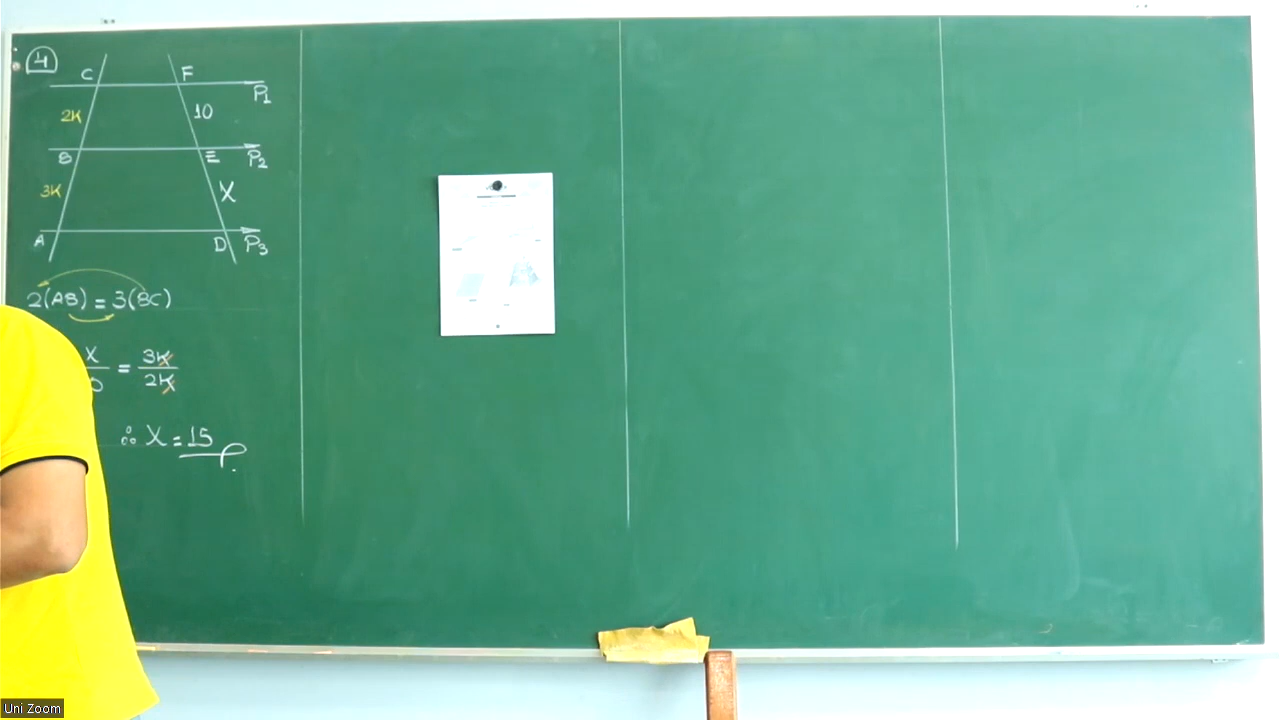 4
C F
P1
2K 10
B E P2
3K X
A D P3
2(AB) = 3(BC)
X = 3K
2K
∴ X = 15
Uni Zoom